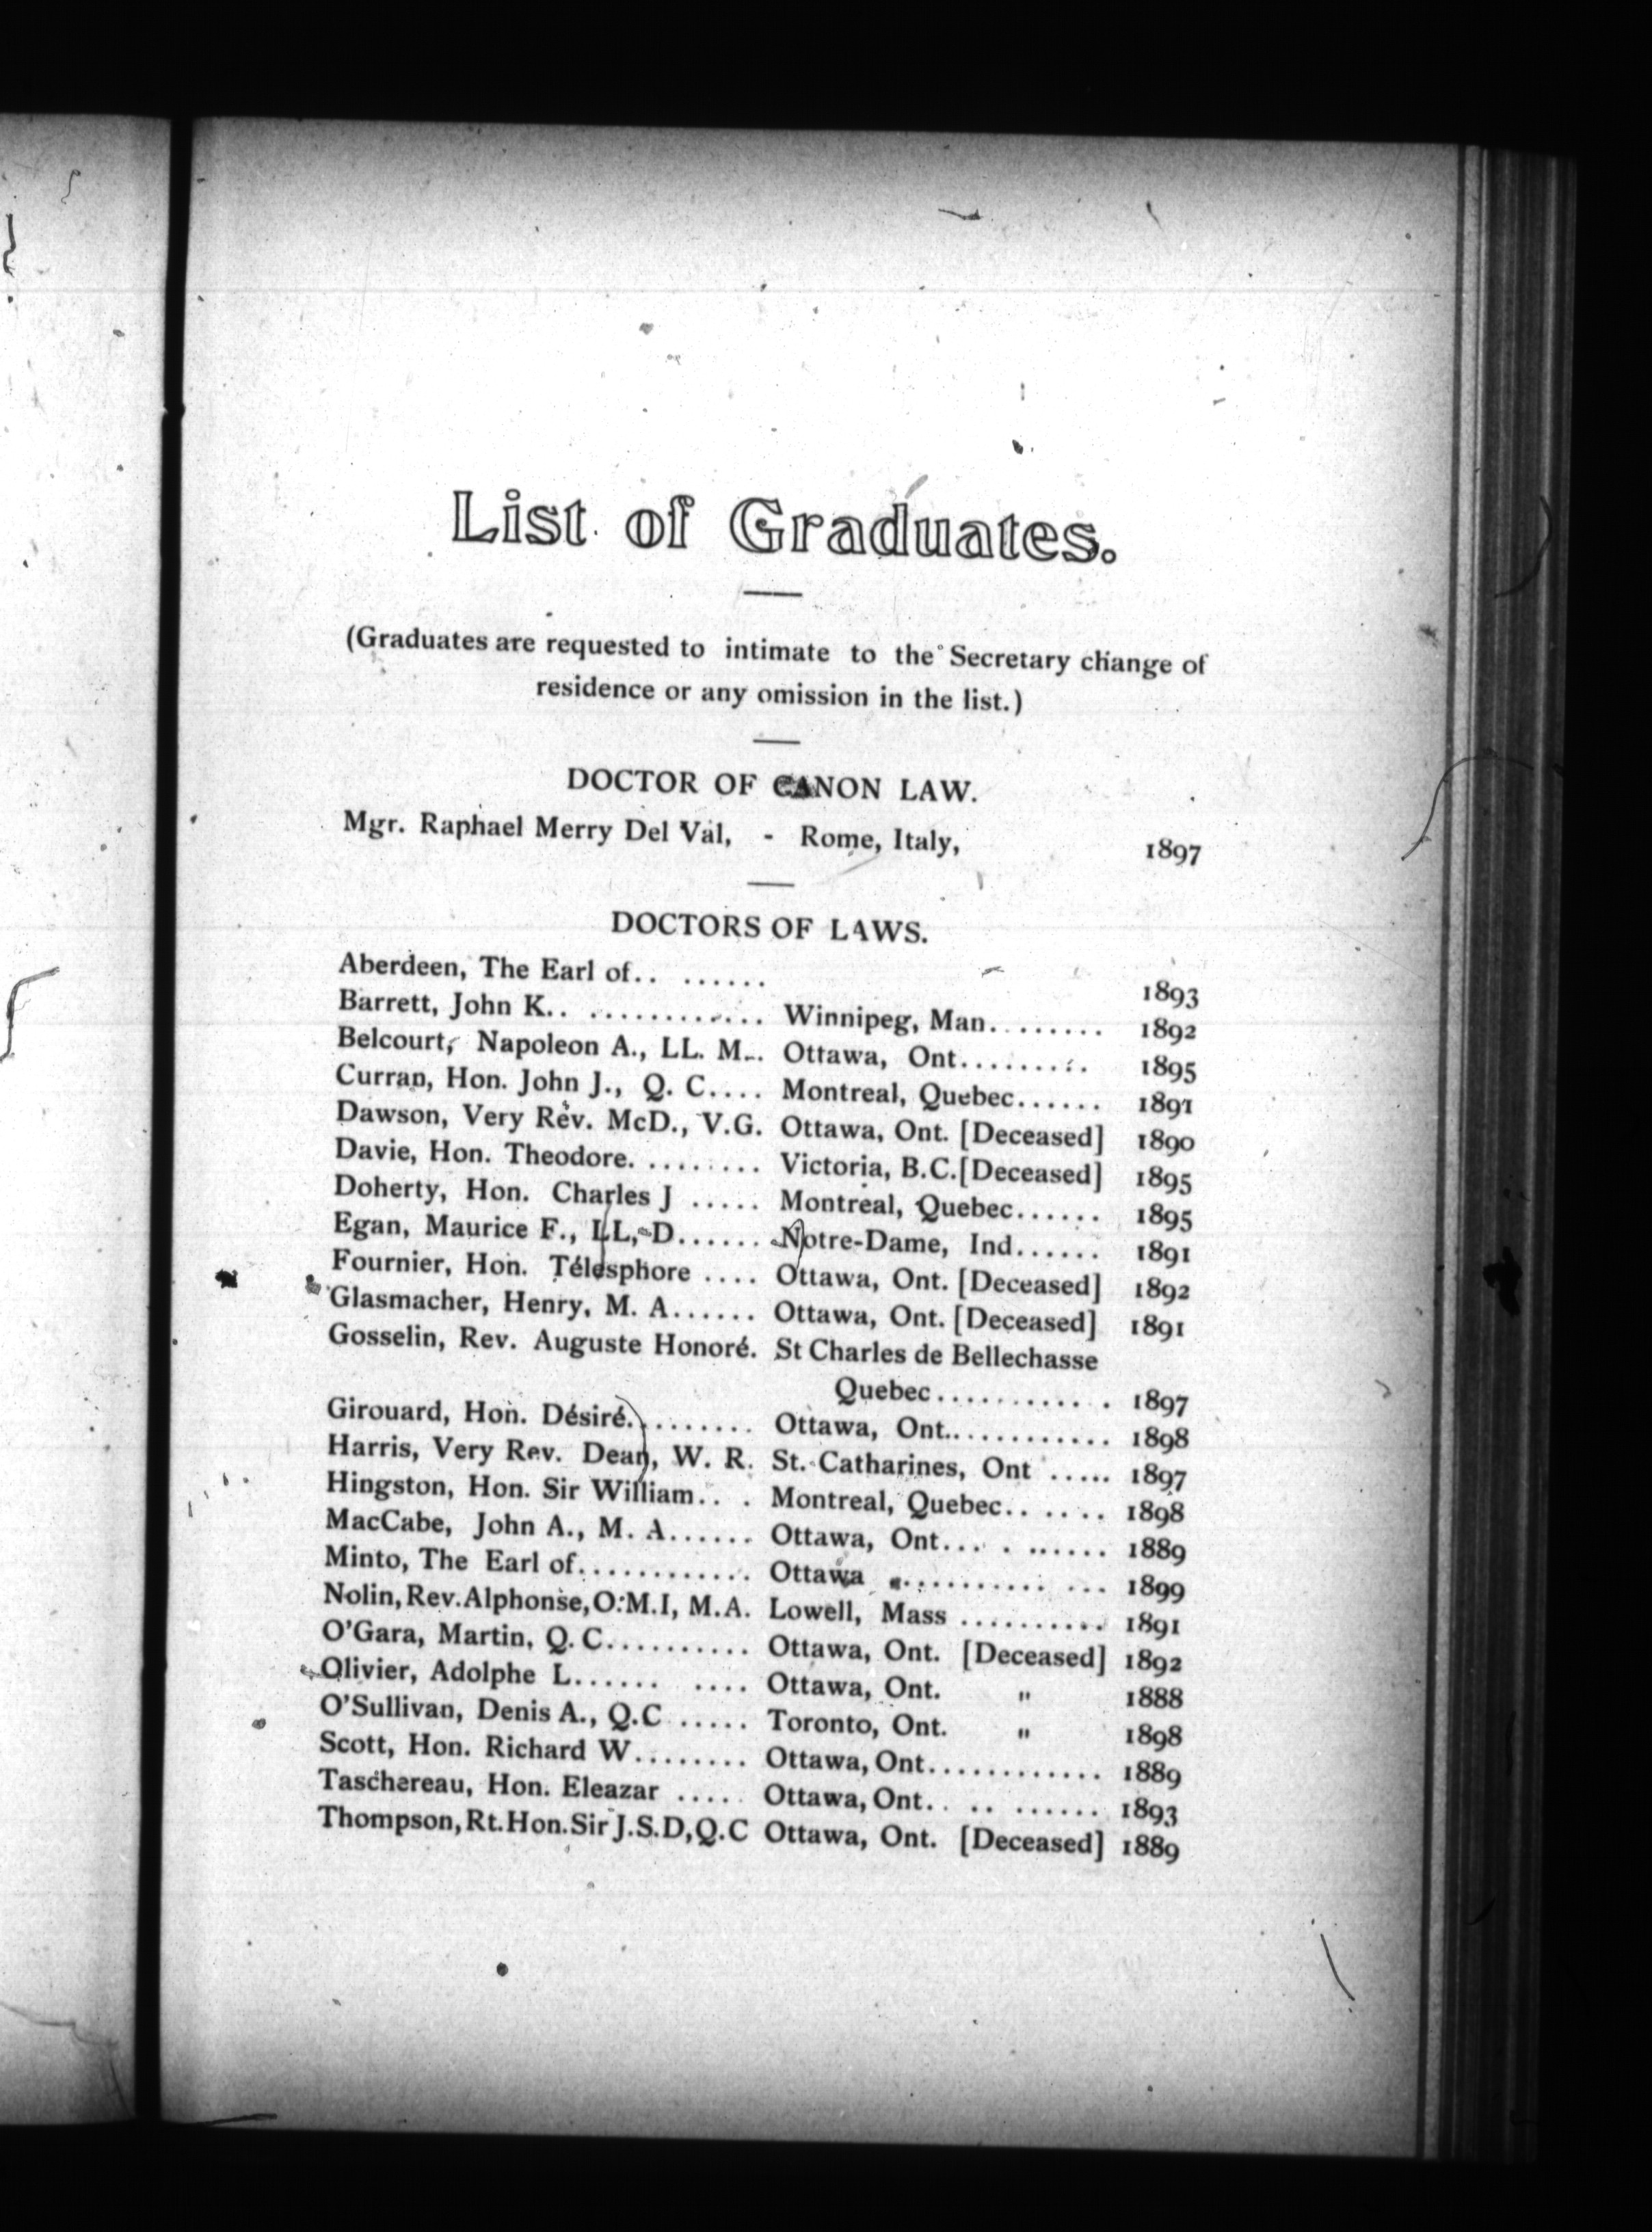 List of Graduates.
(Graduates are requested to intimate to the Secretary change of
residence or any omission in the list.)
DOCTOR OF CANON LAW.
Mgr. Raphael Merry Del Val, - Rome, Italy, 1897
DOCTORS OF LAWS.
Aberdeen, The Earl of.. ...... 1893
Barrett, John K.. ............. Winnipeg, Man........ 1892
Belcourt, Napoleon A., LL. M... Ottawa, Ont......... 1895
Curran, Hon. John J., Q. C.... Montreal, Quebec...... 1891
Dawson, Very Rev. McD., V.G. Ottawa, Ont. [Deceased] 1890
Davie, Hon. Theodore. ........ Victoria, B.C.[Deceased] 1895
Doherty, Hon. Charles J ..... Montreal, Quebec...... 1895
Egan, Maurice F., LL, D...... Notre-Dame, Ind...... 1891
Fournier, Hon. Télesphore .... Ottawa, Ont. [Deceased] 1892
Glasmacher, Henry, M. A...... Ottawa, Ont. [Deceased] 1891
Gosselin, Rev. Auguste Honoré. St Charles de Bellechasse
Quebec............ 1897
Girouard, Hon. Désiré.......... Ottawa, Ont............. 1898
Harris, Very Rev. Dean, W. R. St. Catharines, Ont ..... 1897
Hingston, Hon. Sir William.. . Montreal, Quebec.. .... 1898
MacCabe, John A., M. A...... Ottawa, Ont... . ...... 1889
Minto, The Earl of............ Ottawa ........... ... 1899
Nolin, Rev. Alphonse, O.M.I, M.A. Lowell, Mass .......... 1891
O'Gara, Martin, Q. C.......... Ottawa, Ont. [Deceased] 1892
Olivier, Adolphe L...... .... Ottawa, Ont. " 1888
O'Sullivan, Denis A., Q.C ..... Toronto, Ont. " 1898
Scott, Hon. Richard W........ Ottawa, Ont............ 1889
Taschereau, Hon. Eleazar ..... Ottawa, Ont. . .. ...... 1893
Thompson, Rt. Hon. Sir J.S.D, Q.C Ottawa, Ont. [Deceased] 1889